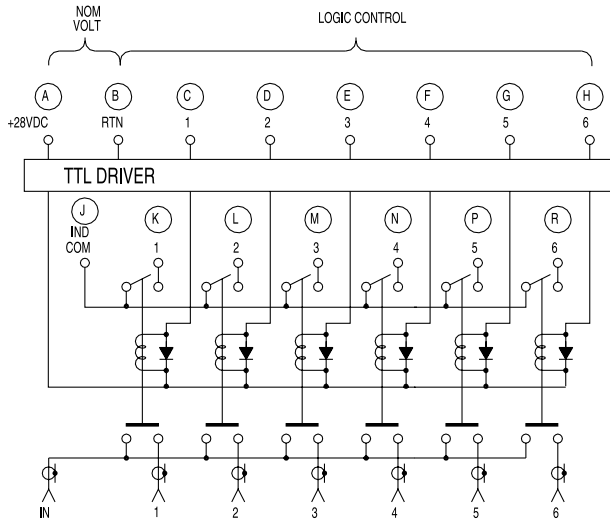 NOM
VOLT
LOGIC CONTROL
A B C D E F G H
+28VDC RTN 1 2 3 4 5 6
TTL DRIVER
J K L M N P R
IND
COM
1 2 3 4 5 6
IN 1 2 3 4 5 6